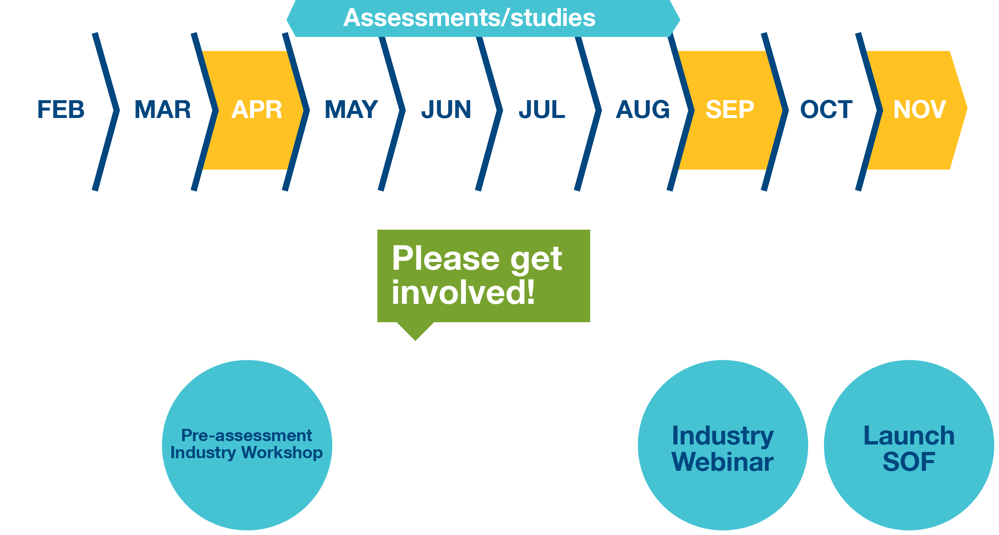 Assessments/studies
FEB MAR APR MAY JUN JUL AUG SEP OCT NOV
Please get
involved!
Pre-assessment
Industry Workshop
Industry
Webinar
Launch
SOF